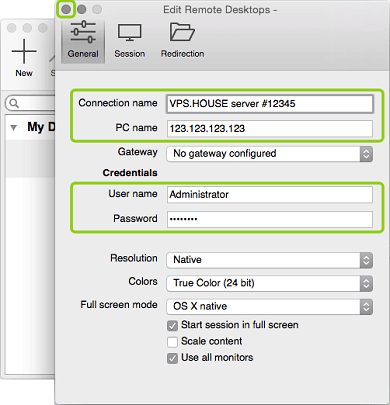 Edit Remote Desktops -
General
Session
Redirection
New
My D
Connection name VPS.HOUSE server #12345
PC name 123.123.123.123
Gateway No gateway configured
Credentials
User name Administrator
Password ••••••••
Resolution Native
Colors True Color (24 bit)
Full screen mode OS X native
Start session in full screen
Scale content
Use all monitors